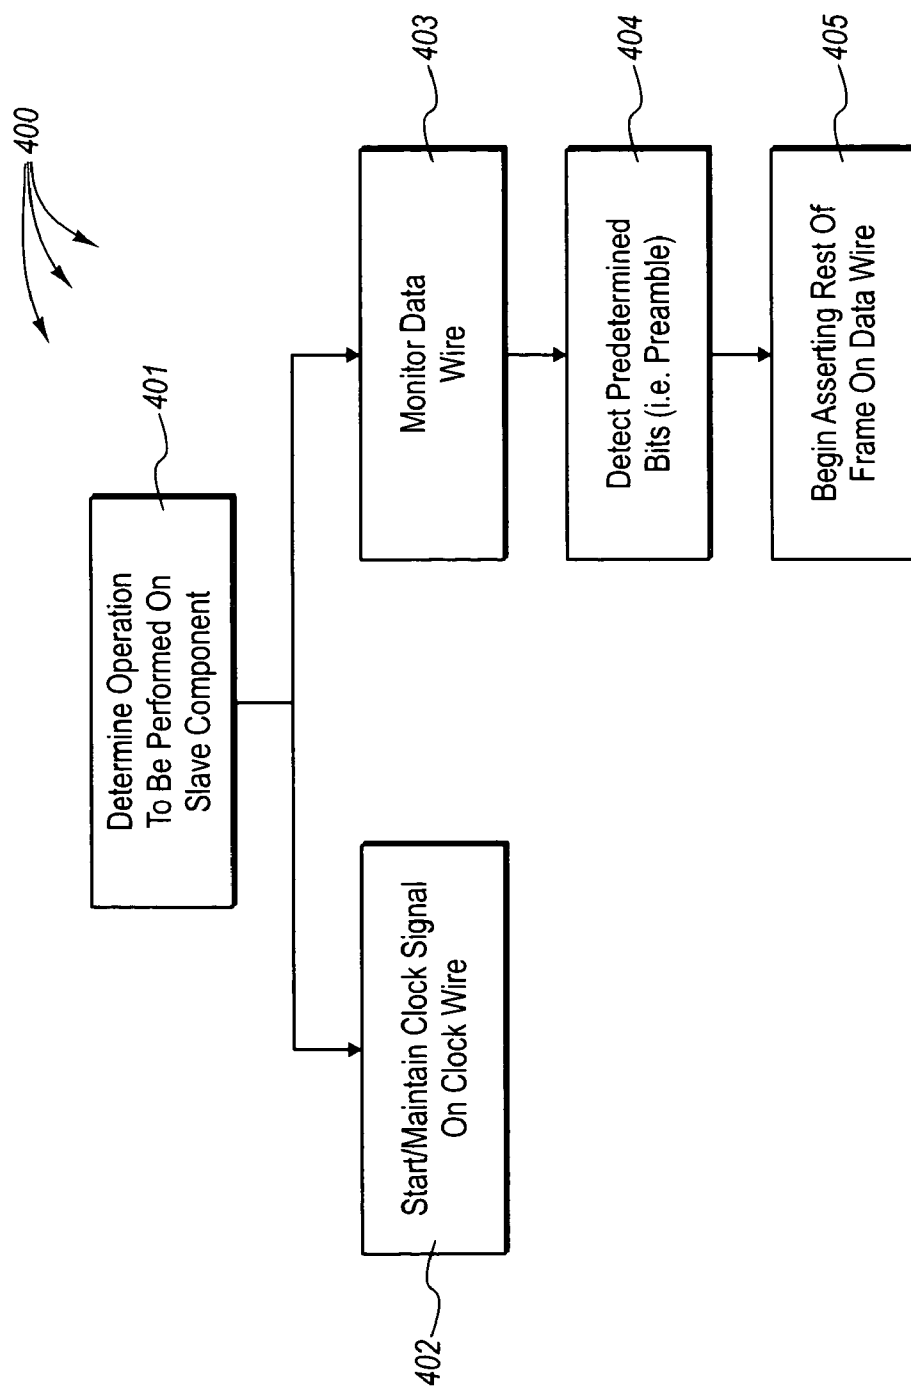 400
401
Determine Operation
To Be Performed On
Slave Component
402
Start/Maintain Clock Signal
On Clock Wire
403
Monitor Data
Wire
404
Detect Predetermined
Bits (i.e. Preamble)
405
Begin Asserting Rest Of
Frame On Data Wire